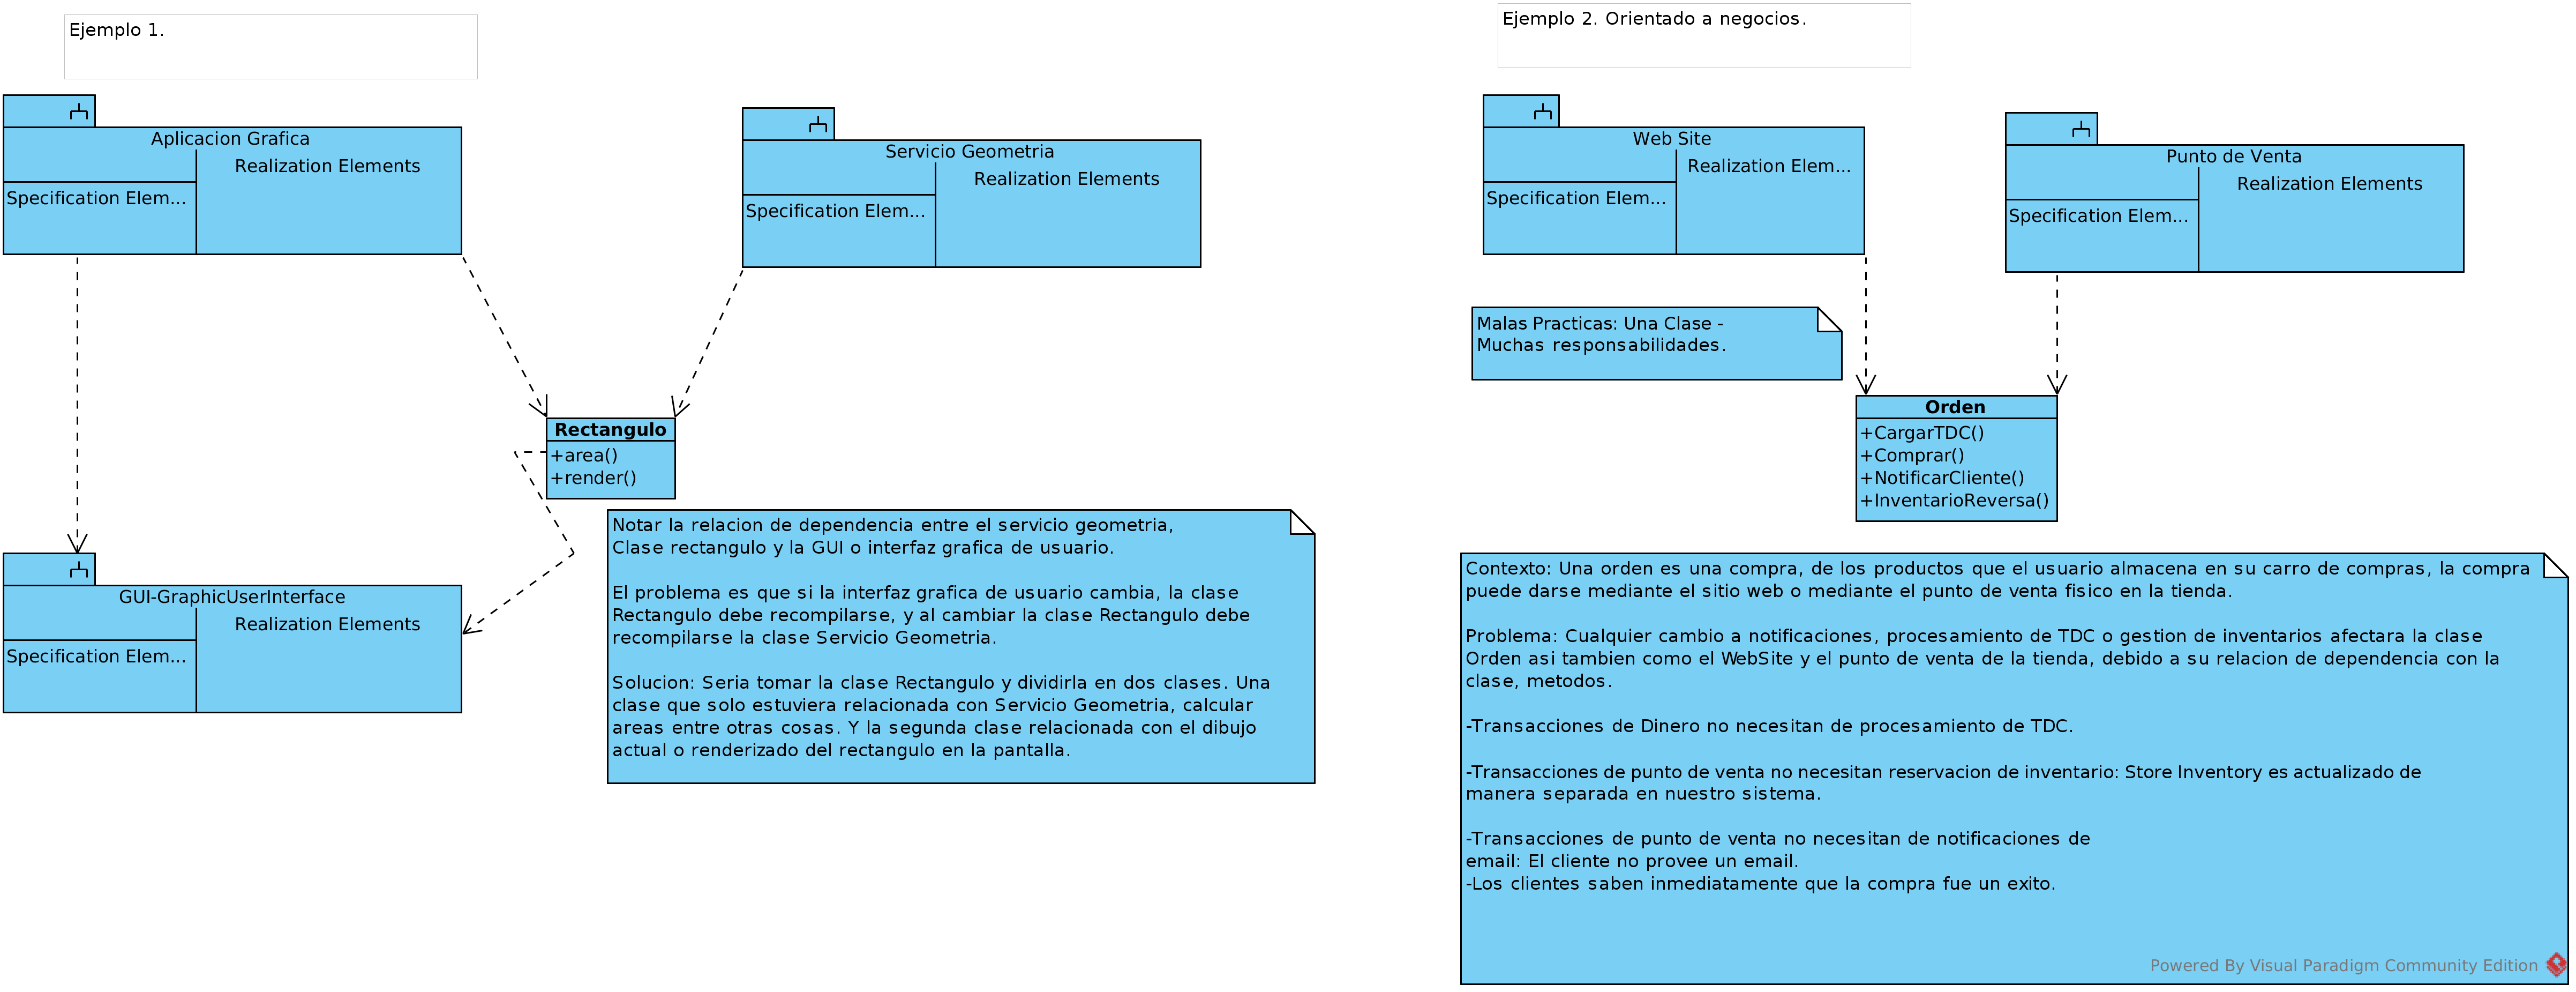 Ejemplo 1.
Aplicacion Grafica
Realization Elements
Specification Elem...
Servicio Geometria
Realization Elements
Specification Elem...
Rectangulo
+area()
+render()
GUI-GraphicUserInterface
Realization Elements
Specification Elem...
Notar la relacion de dependencia entre el servicio geometria,
Clase rectangulo y la GUI o interfaz grafica de usuario.
El problema es que si la interfaz grafica de usuario cambia, la clase
Rectangulo debe recompilarse, y al cambiar la clase Rectangulo debe
recompilarse la clase Servicio Geometria.
Solucion: Seria tomar la clase Rectangulo y dividirla en dos clases. Una
clase que solo estuviera relacionada con Servicio Geometria, calcular
areas entre otras cosas. Y la segunda clase relacionada con el dibujo
actual o renderizado del rectangulo en la pantalla.
Ejemplo 2. Orientado a negocios.
Web Site
Realization Elem...
Specification Elem...
Punto de Venta
Realization Elements
Specification Elem...
Malas Practicas: Una Clase -
Muchas responsabilidades.
Orden
+CargarTDC()
+Comprar()
+NotificarCliente()
+InventarioReversa()
Contexto: Una orden es una compra, de los productos que el usuario almacena en su carro de compras, la compra
puede darse mediante el sitio web o mediante el punto de venta fisico en la tienda.
Problema: Cualquier cambio a notificaciones, procesamiento de TDC o gestion de inventarios afectara la clase
Orden asi tambien como el WebSite y el punto de venta de la tienda, debido a su relacion de dependencia con la
clase, metodos.
-Transacciones de Dinero no necesitan de procesamiento de TDC.
-Transacciones de punto de venta no necesitan reservacion de inventario: Store Inventory es actualizado de
manera separada en nuestro sistema.
-Transacciones de punto de venta no necesitan de notificaciones de
email: El cliente no provee un email.
-Los clientes saben inmediatamente que la compra fue un exito.
Powered By Visual Paradigm Community Edition